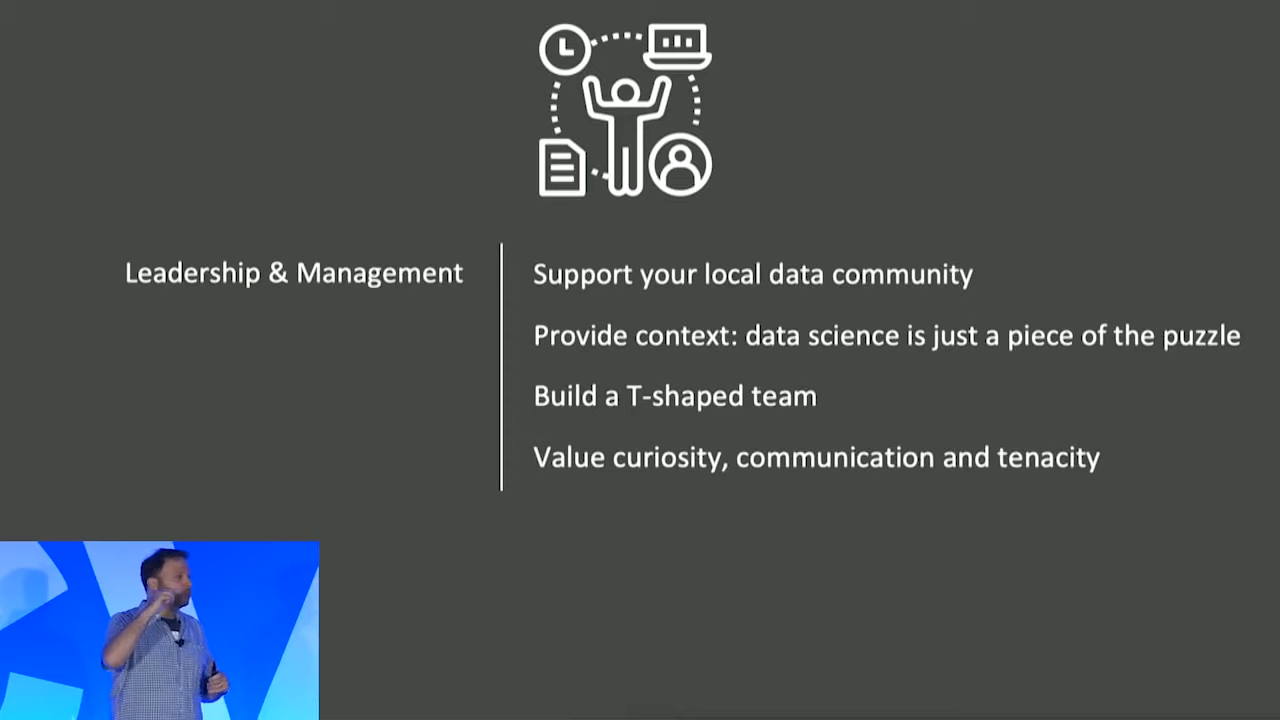 Leadership & Management
Support your local data community
Provide context: data science is just a piece of the puzzle
Build a T-shaped team
Value curiosity, communication and tenacity